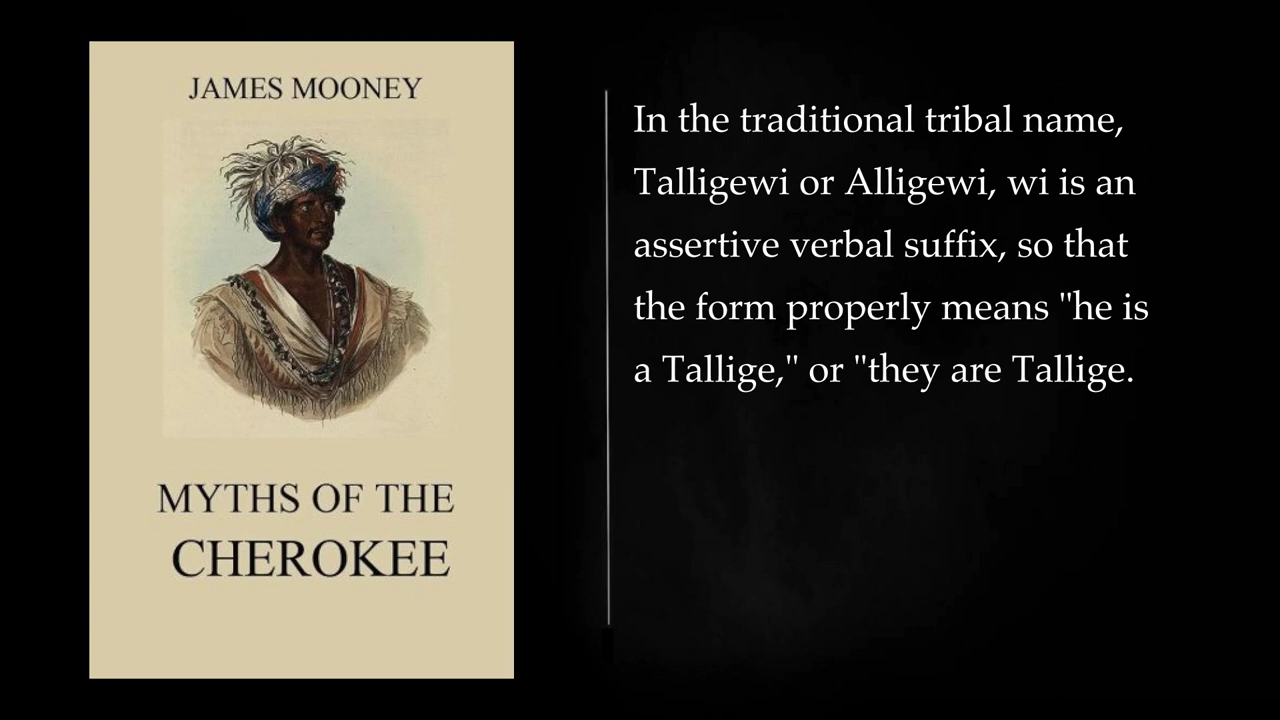 JAMES MOONEY
MYTHS OF THE
CHEROKEE
In the traditional tribal name,
Talligewi or Alligewi, wi is an
assertive verbal suffix, so that
the form properly means "he is
a Tallige," or "they are Tallige.